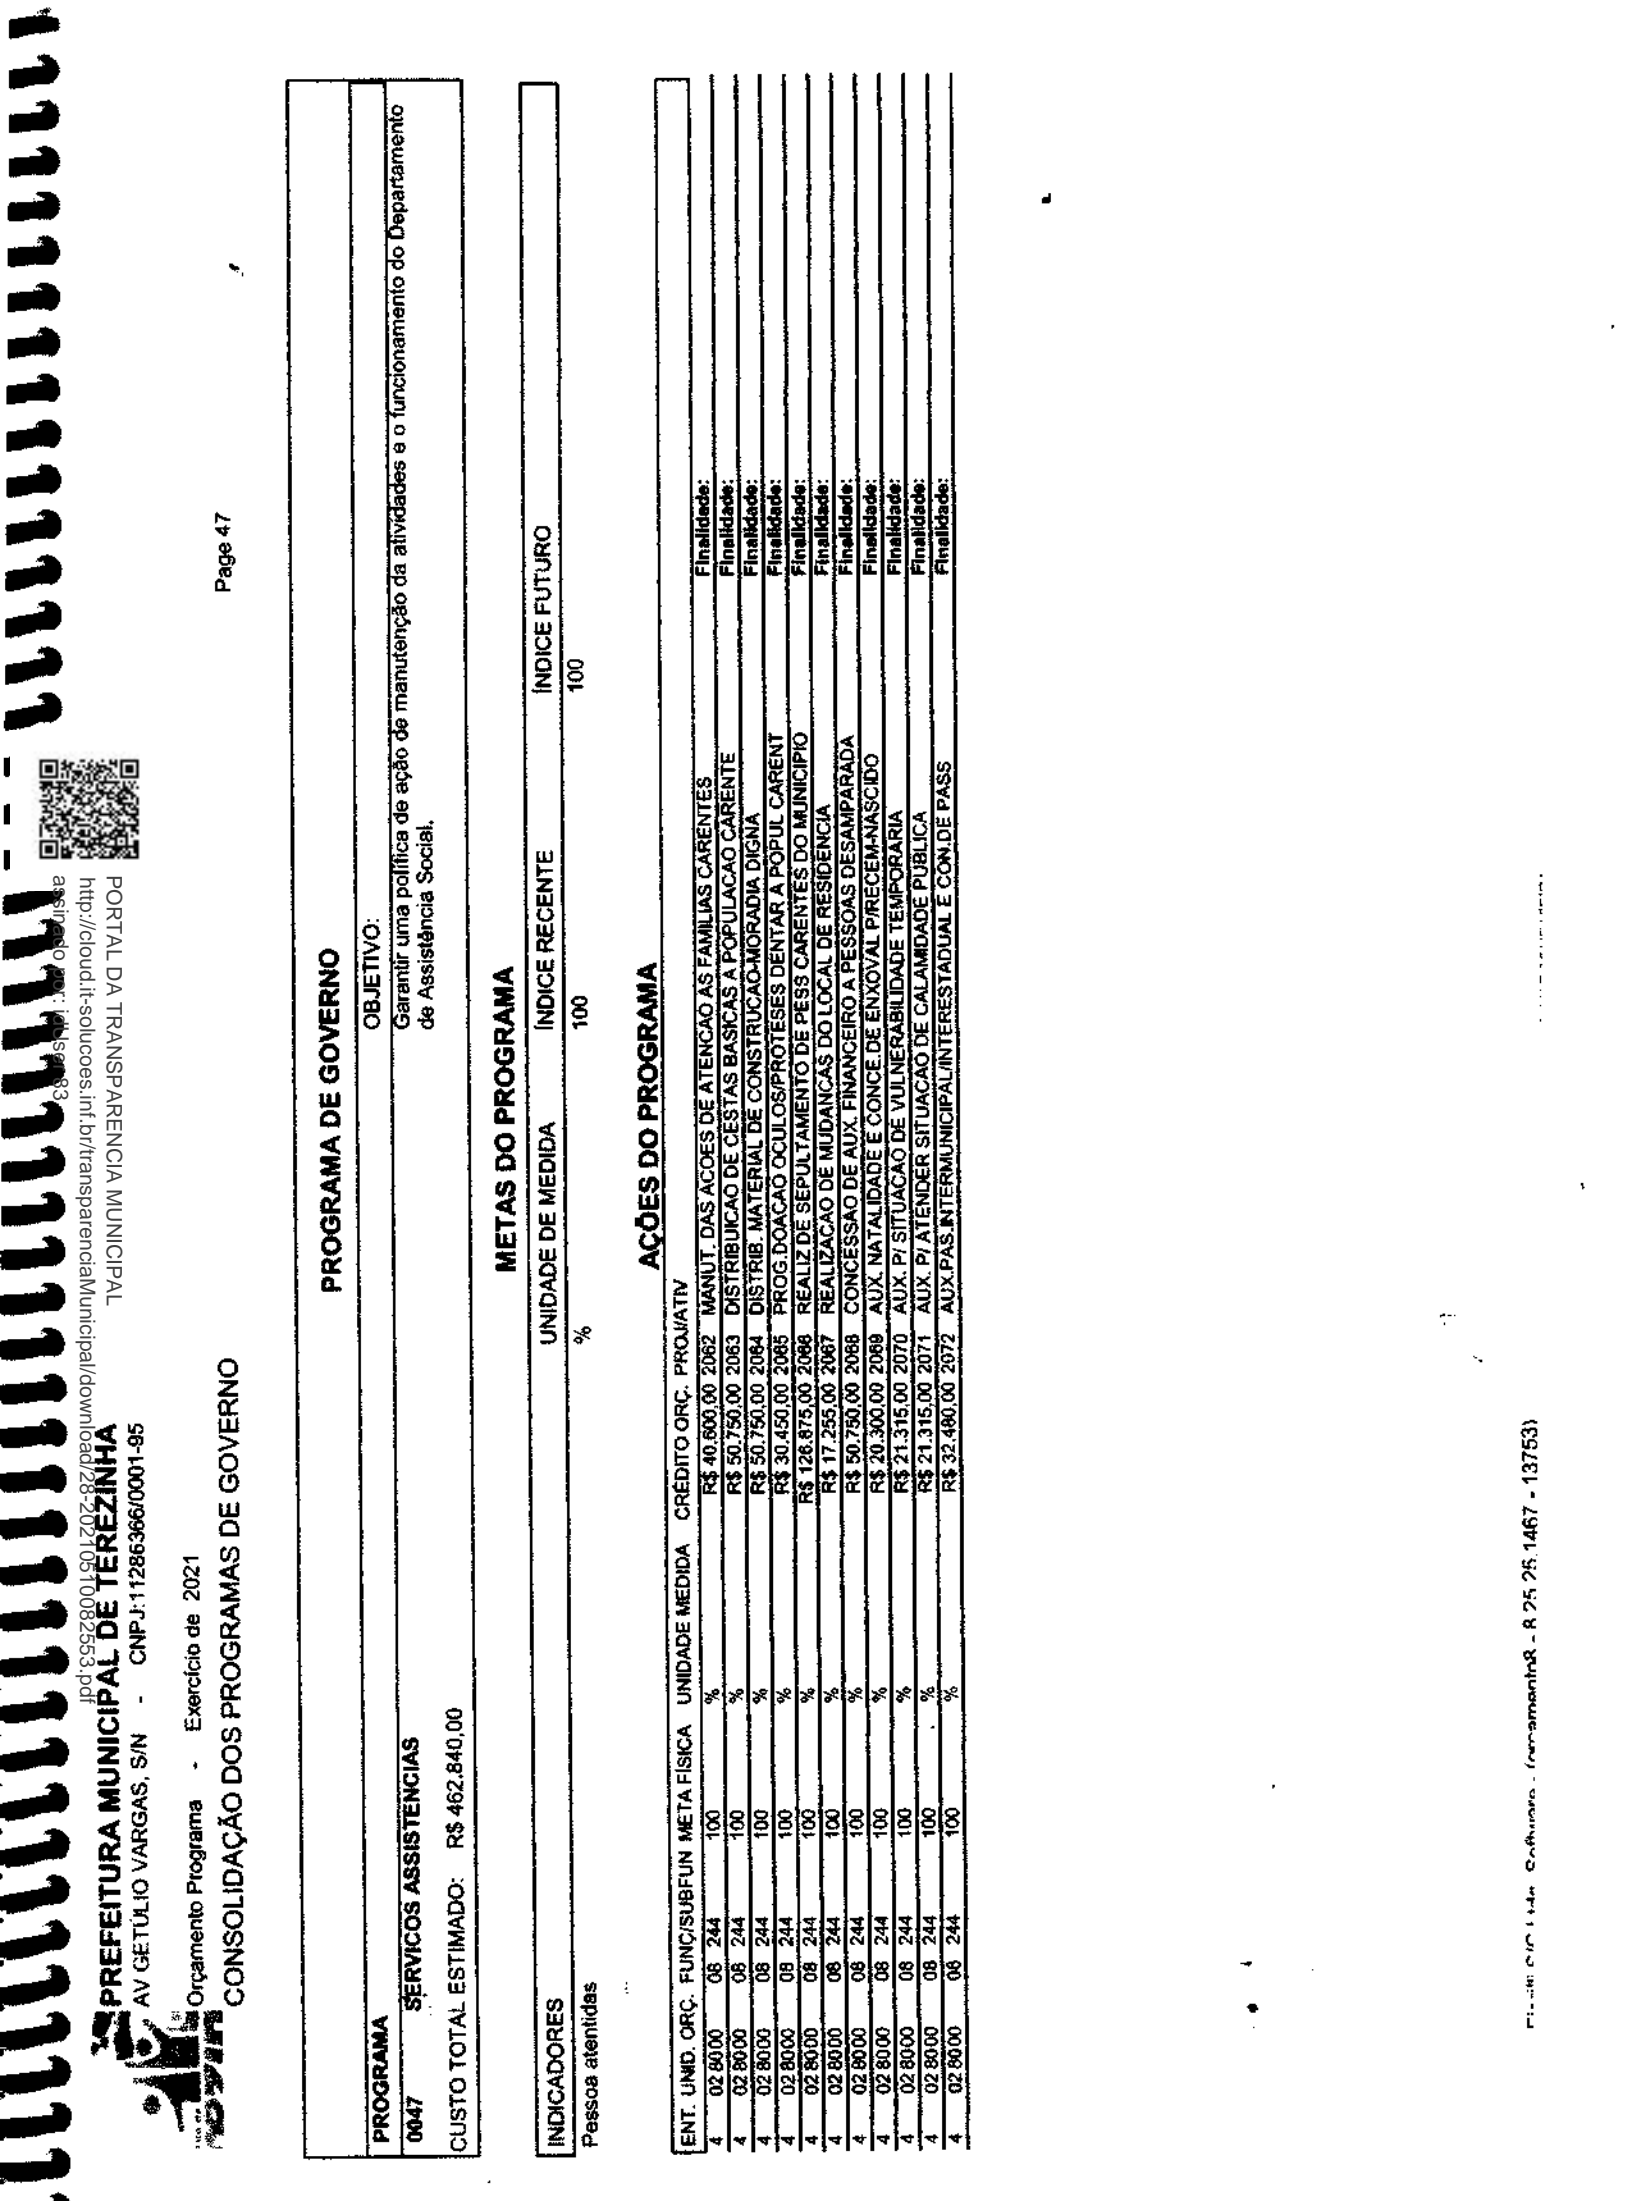 PORTAL DA TRANSPARENCIA MUNICIPAL
http://cloud.it-solucoes.inf.br/transparenciaMunicipal/download/28-20210510082553.pdf
assinado por:
PREFEITURA MUNICIPAL DE TEREZINHA
AV GETÚLIO VARGAS, S/N - CNPJ:11286366/0001-95
Orçamento Programa - Exercício de 2021
CONSOLIDAÇÃO DOS PROGRAMAS DE GOVERNO Page 47
PROGRAMA DE GOVERNO
PROGRAMA OBJETIVO:
0047 SERVICOS ASSISTENCIAS Garantir uma política de ação de manutenção da atividades e o funcionamento do Departamento
de Assistência Social.
CUSTO TOTAL ESTIMADO: R$ 462.840,00
METAS DO PROGRAMA
INDICADORES UNIDADE DE MEDIDA ÍNDICE RECENTE ÍNDICE FUTURO
Pessoa atentidas % 100 100
AÇÕES DO PROGRAMA
ENT. UNID. ORÇ. FUNÇ/SUBFUN META FÍSICA UNIDADE MEDIDA CRÉDITO ORÇ. PROJ/ATIV
4 02 8000 08 244 100 % R$ 40.600,00 2062 MANUT. DAS ACOES DE ATENCAO AS FAMILIAS CARENTES Finalidade:
4 02 8000 08 244 100 % R$ 50.750,00 2063 DISTRIBUICAO DE CESTAS BASICAS A POPULACAO CARENTE Finalidade:
4 02 8000 08 244 100 % R$ 50.750,00 2064 DISTRIB. MATERIAL DE CONSTRUCAO-MORADIA DIGNA Finalidade:
4 02 8000 08 244 100 % R$ 30.450,00 2065 PROG.DOACAO OCULOS/PROTESES DENTAR A POPUL CARENT Finalidade:
4 02 8000 08 244 100 % R$ 126.875,00 2066 REALIZ DE SEPULTAMENTO DE PESS CARENTES DO MUNICIPIO Finalidade:
4 02 8000 08 244 100 % R$ 17.255,00 2067 REALIZACAO DE MUDANCAS DO LOCAL DE RESIDENCIA Finalidade:
4 02 8000 08 244 100 % R$ 50.750,00 2068 CONCESSAO DE AUX. FINANCEIRO A PESSOAS DESAMPARADA Finalidade:
4 02 8000 08 244 100 % R$ 20.300,00 2069 AUX. NATALIDADE E CONCE.DE ENXOVAL P/RECEM-NASCIDO Finalidade:
4 02 8000 08 244 100 % R$ 21.315,00 2070 AUX. P/ SITUACAO DE VULNERABILIDADE TEMPORARIA Finalidade:
4 02 8000 08 244 100 % R$ 21.315,00 2071 AUX. P/ ATENDER SITUACAO DE CALAMIDADE PUBLICA Finalidade:
4 02 8000 08 244 100 % R$ 32.480,00 2072 AUX.PAS.INTERMUNICIPAL/INTERESTADUAL E CON.DE PASS Finalidade:
Software - (orcamento8 - 8.25.25.1467 - 13753)